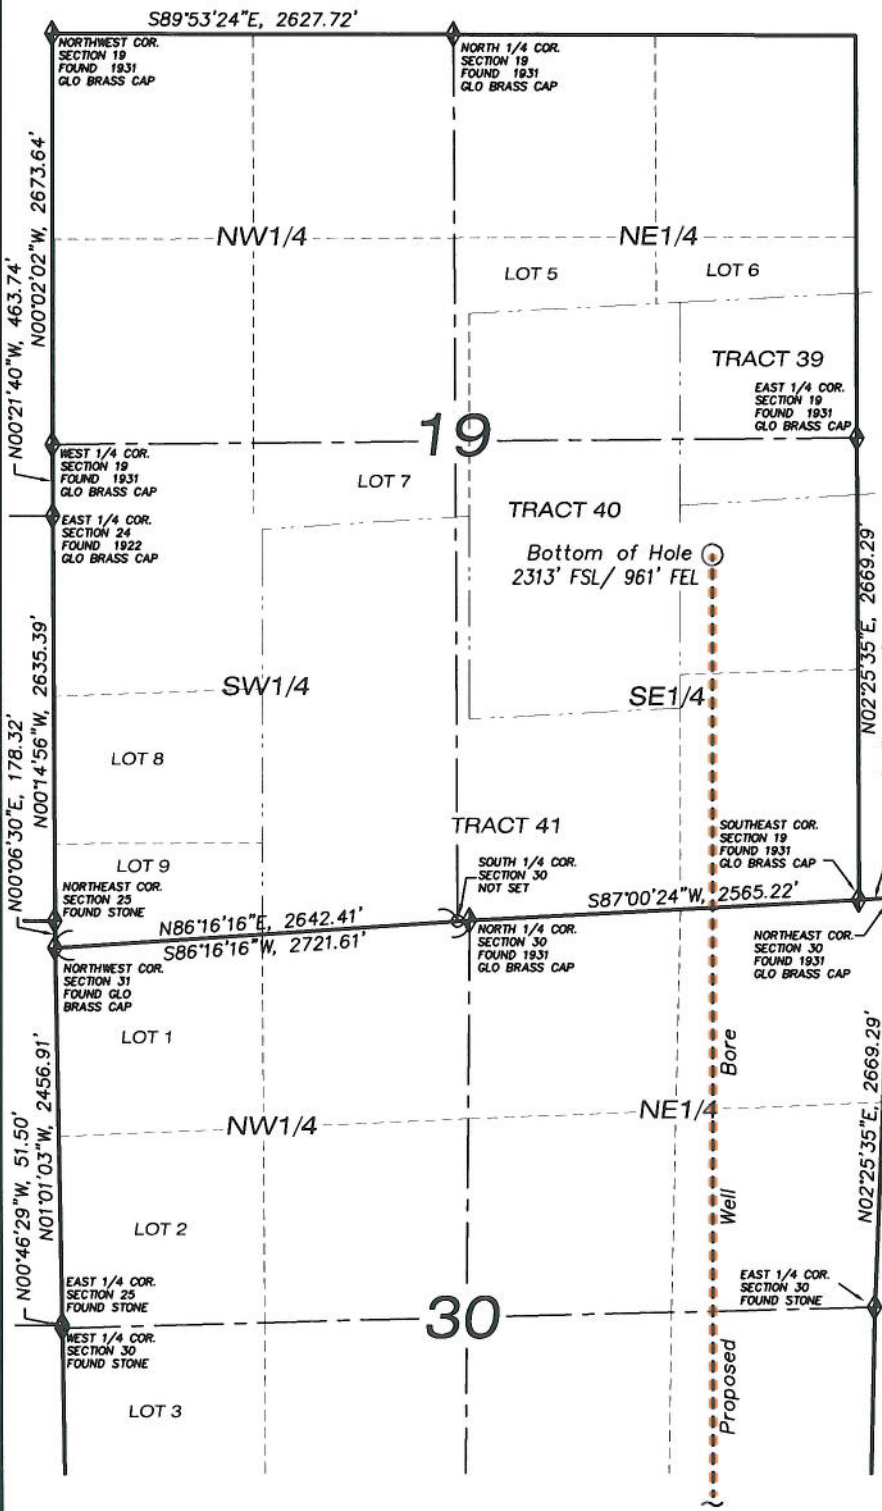 S89°53'24"E, 2627.72'
NORTHWEST COR.
SECTION 19
FOUND 1931
GLO BRASS CAP
NORTH 1/4 COR.
SECTION 19
FOUND 1931
GLO BRASS CAP
N00°02'02"W, 2673.64'
N00°21'40"W, 463.74'
NW1/4
NE1/4
LOT 5
LOT 6
TRACT 39
EAST 1/4 COR.
SECTION 19
FOUND 1931
GLO BRASS CAP
19
WEST 1/4 COR.
SECTION 19
FOUND 1931
GLO BRASS CAP
LOT 7
TRACT 40
EAST 1/4 COR.
SECTION 24
FOUND 1922
GLO BRASS CAP
Bottom of Hole
2313' FSL/ 961' FEL
N02°25'35"E, 2669.29'
N00°14'56"W, 2635.39'
N00°06'30"E, 178.32'
SW1/4
SE1/4
LOT 8
TRACT 41
SOUTHEAST COR.
SECTION 19
FOUND 1931
GLO BRASS CAP
LOT 9
SOUTH 1/4 COR.
SECTION 30
NOT SET
NORTHEAST COR.
SECTION 25
FOUND STONE
S87°00'24"W, 2565.22'
N86°16'16"E, 2642.41'
S86°16'16"W, 2721.61'
NORTH 1/4 COR.
SECTION 30
FOUND 1931
GLO BRASS CAP
NORTHEAST COR.
SECTION 30
FOUND 1931
GLO BRASS CAP
NORTHWEST COR.
SECTION 31
FOUND GLO
BRASS CAP
LOT 1
N01°01'03"W, 2456.91'
N00°46'29"W, 51.50'
NW1/4
NE1/4
N02°25'35"E, 2669.29'
LOT 2
Proposed Well Bore
EAST 1/4 COR.
SECTION 25
FOUND STONE
EAST 1/4 COR.
SECTION 30
FOUND STONE
30
WEST 1/4 COR.
SECTION 30
FOUND STONE
LOT 3